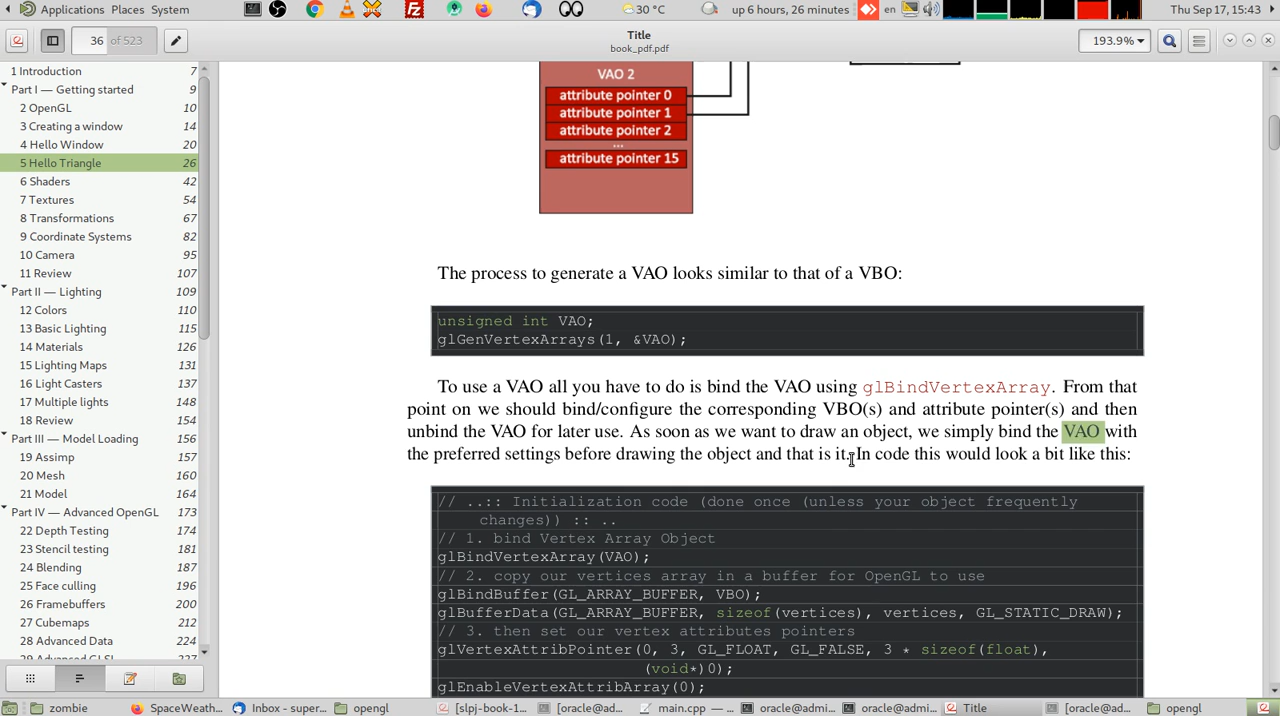 Applications Places System 30 °C up 6 hours, 26 minutes en Thu Sep 17, 15:43
36 of 523 Title 193.9%
book_pdf.pdf
1 Introduction 7
Part I — Getting started 9
2 OpenGL 10
3 Creating a window 14
4 Hello Window 20
5 Hello Triangle 26
6 Shaders 42
7 Textures 54
8 Transformations 67
9 Coordinate Systems 82
10 Camera 95
11 Review 107
Part II — Lighting 109
12 Colors 110
13 Basic Lighting 115
14 Materials 126
15 Lighting Maps 131
16 Light Casters 137
17 Multiple lights 148
18 Review 154
Part III — Model Loading 156
19 Assimp 157
20 Mesh 160
21 Model 164
Part IV — Advanced OpenGL 173
22 Depth Testing 174
23 Stencil testing 181
24 Blending 187
25 Face culling 196
26 Framebuffers 200
27 Cubemaps 212
28 Advanced Data 224
29 Advanced GLSL
VAO 2
attribute pointer 0
attribute pointer 1
attribute pointer 2
...
attribute pointer 15
The process to generate a VAO looks similar to that of a VBO:
unsigned int VAO;
glGenVertexArrays(1, &VAO);
To use a VAO all you have to do is bind the VAO using glBindVertexArray. From that
point on we should bind/configure the corresponding VBO(s) and attribute pointer(s) and then
unbind the VAO for later use. As soon as we want to draw an object, we simply bind the VAO with
the preferred settings before drawing the object and that is it. In code this would look a bit like this:
// ..:: Initialization code (done once (unless your object frequently
changes)) :: ..
// 1. bind Vertex Array Object
glBindVertexArray(VAO);
// 2. copy our vertices array in a buffer for OpenGL to use
glBindBuffer(GL_ARRAY_BUFFER, VBO);
glBufferData(GL_ARRAY_BUFFER, sizeof(vertices), vertices, GL_STATIC_DRAW);
// 3. then set our vertex attributes pointers
glVertexAttribPointer(0, 3, GL_FLOAT, GL_FALSE, 3 * sizeof(float),
(void*)0);
glEnableVertexAttribArray(0);
zombie SpaceWeath... Inbox - super... opengl [slpj-book-1... [oracle@ad... main.cpp —... oracle@admi... oracle@admi... Title [oracle@ad... opengl